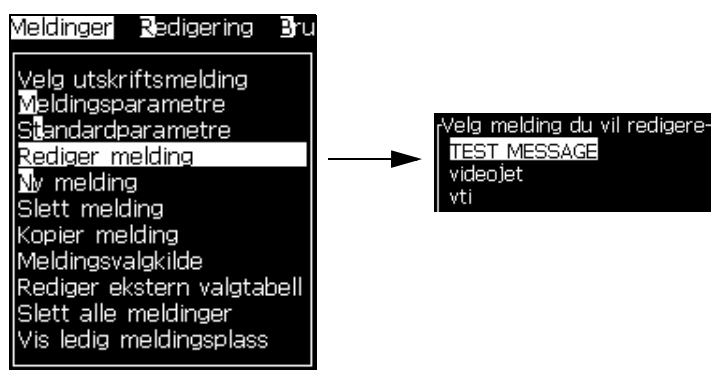 Meldinger Redigering Bru
Velg utskriftsmelding
Meldingsparametre
Standardparametre
Rediger melding
Ny melding
Slett melding
Kopier melding
Meldingsvalgkilde
Rediger ekstern valgtabell
Slett alle meldinger
Vis ledig meldingsplass
Velg melding du vil redigere
TEST MESSAGE
videojet
vti